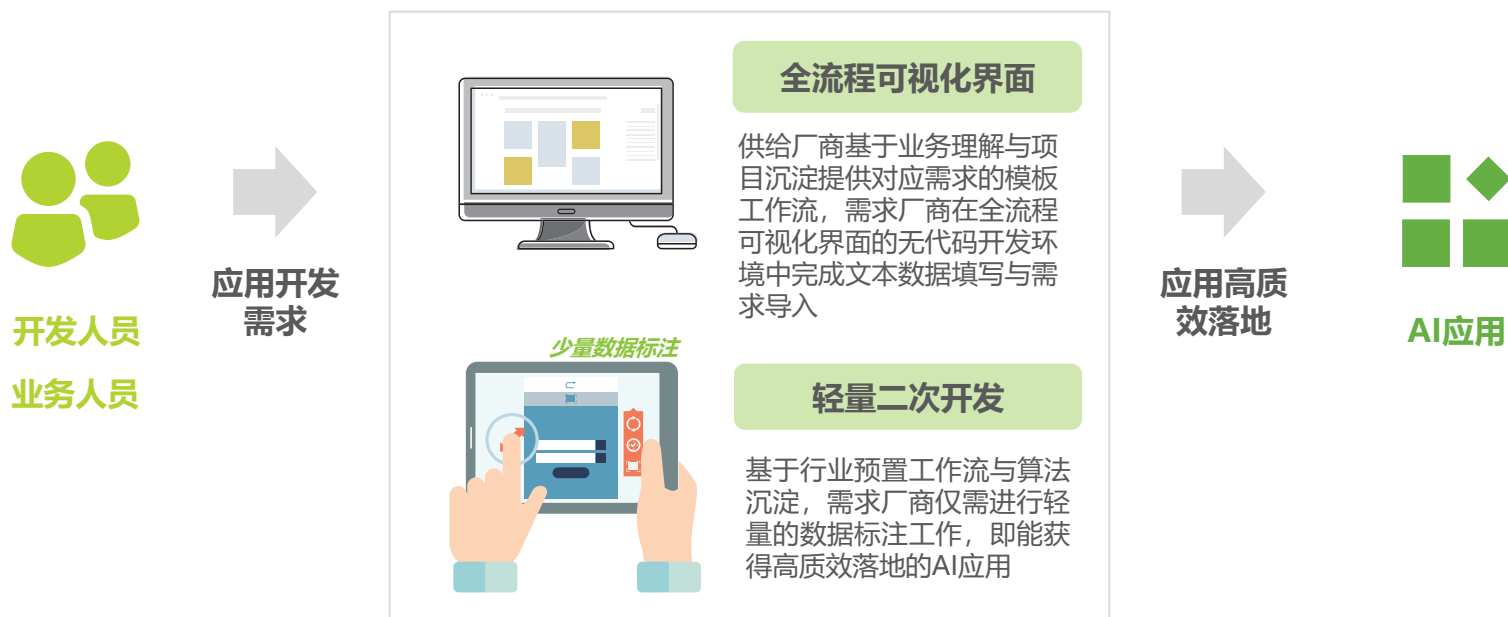 开发人员
业务人员
应用开发
需求
全流程可视化界面
供给厂商基于业务理解与项
目沉淀提供对应需求的模板
工作流，需求厂商在全流程
可视化界面的无代码开发环
境中完成文本数据填写与需
求导入
少量数据标注
轻量二次开发
基于行业预置工作流与算法
沉淀，需求厂商仅需进行轻
量的数据标注工作，即能获
得高质效落地的AI应用
应用高质
效落地
AI应用